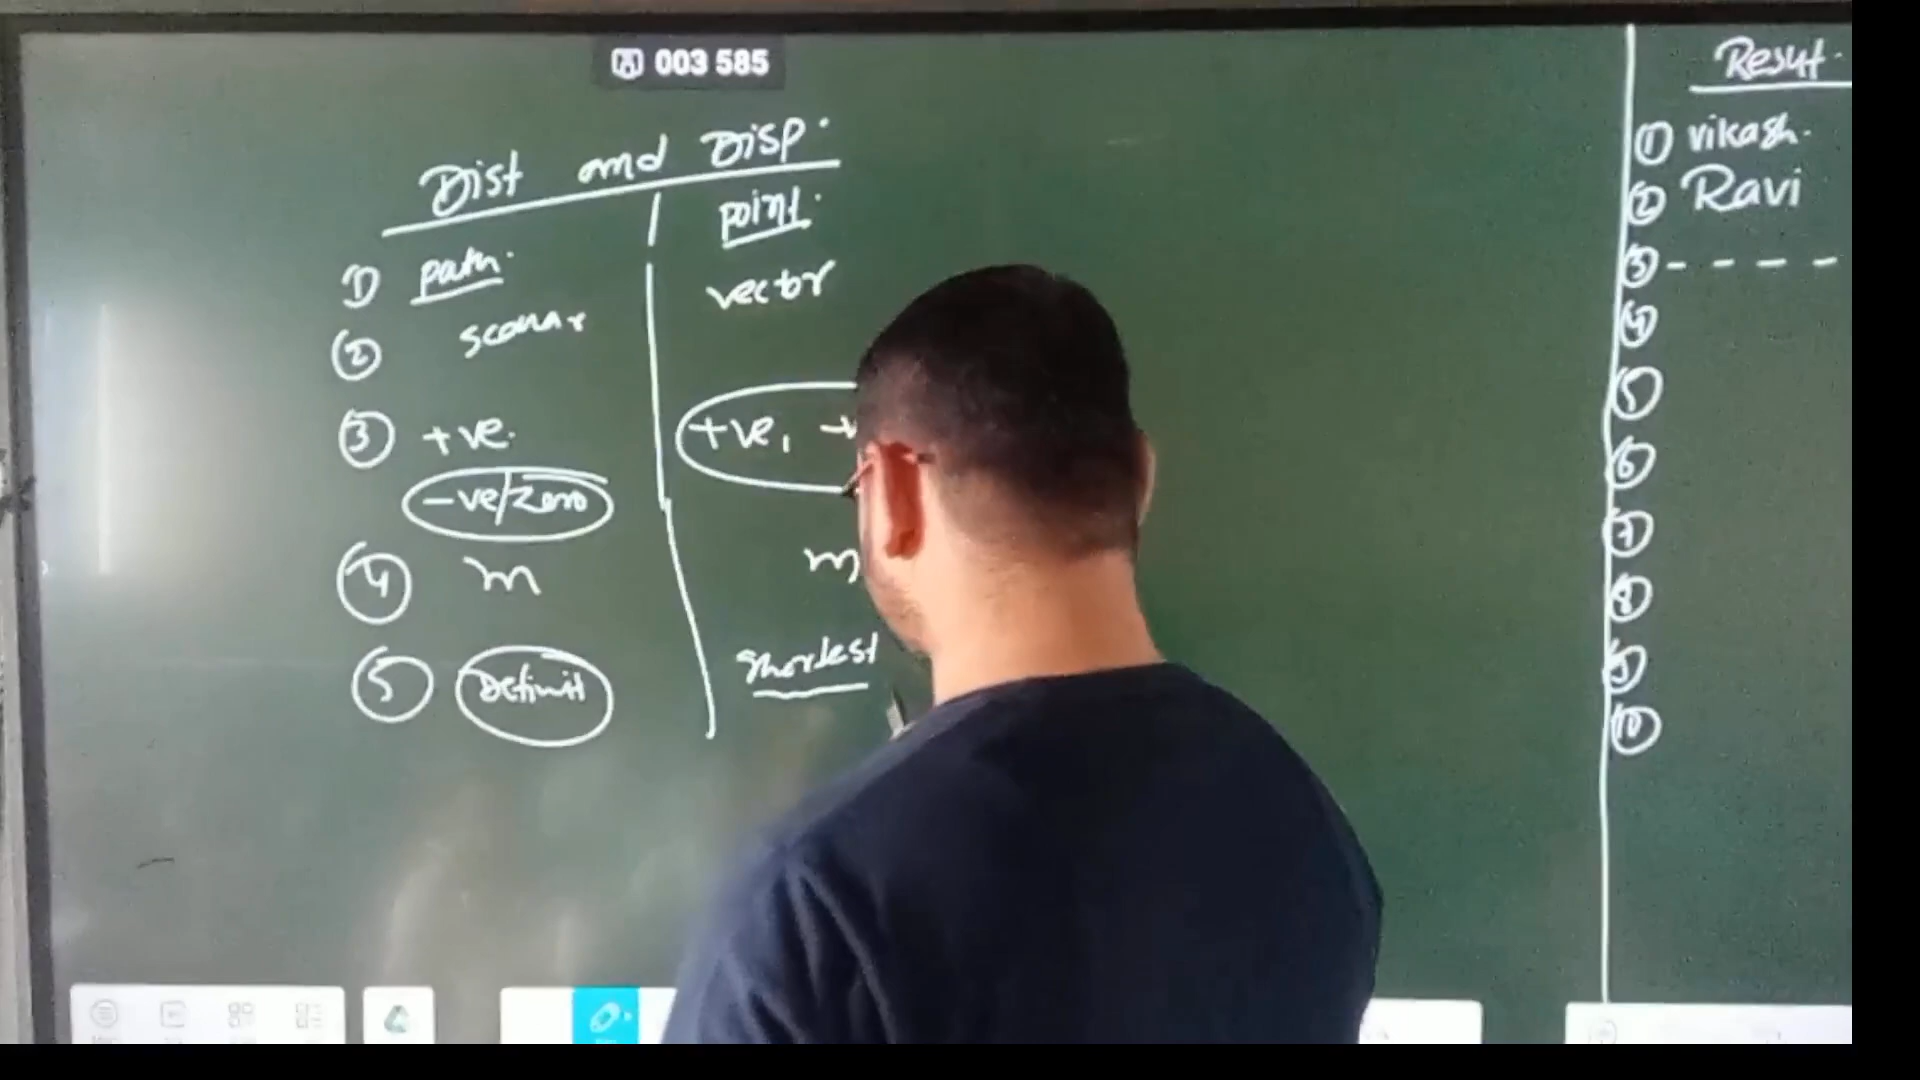 003 585
Dist and Disp.
① path. point.
② scalar vector
③ +ve. +ve,
-ve/zero
④ m m
⑤ Definit shortest
Result.
① vikash.
② Ravi
③ - - - -
④
⑤
⑥
⑦
⑧
⑨
⑩